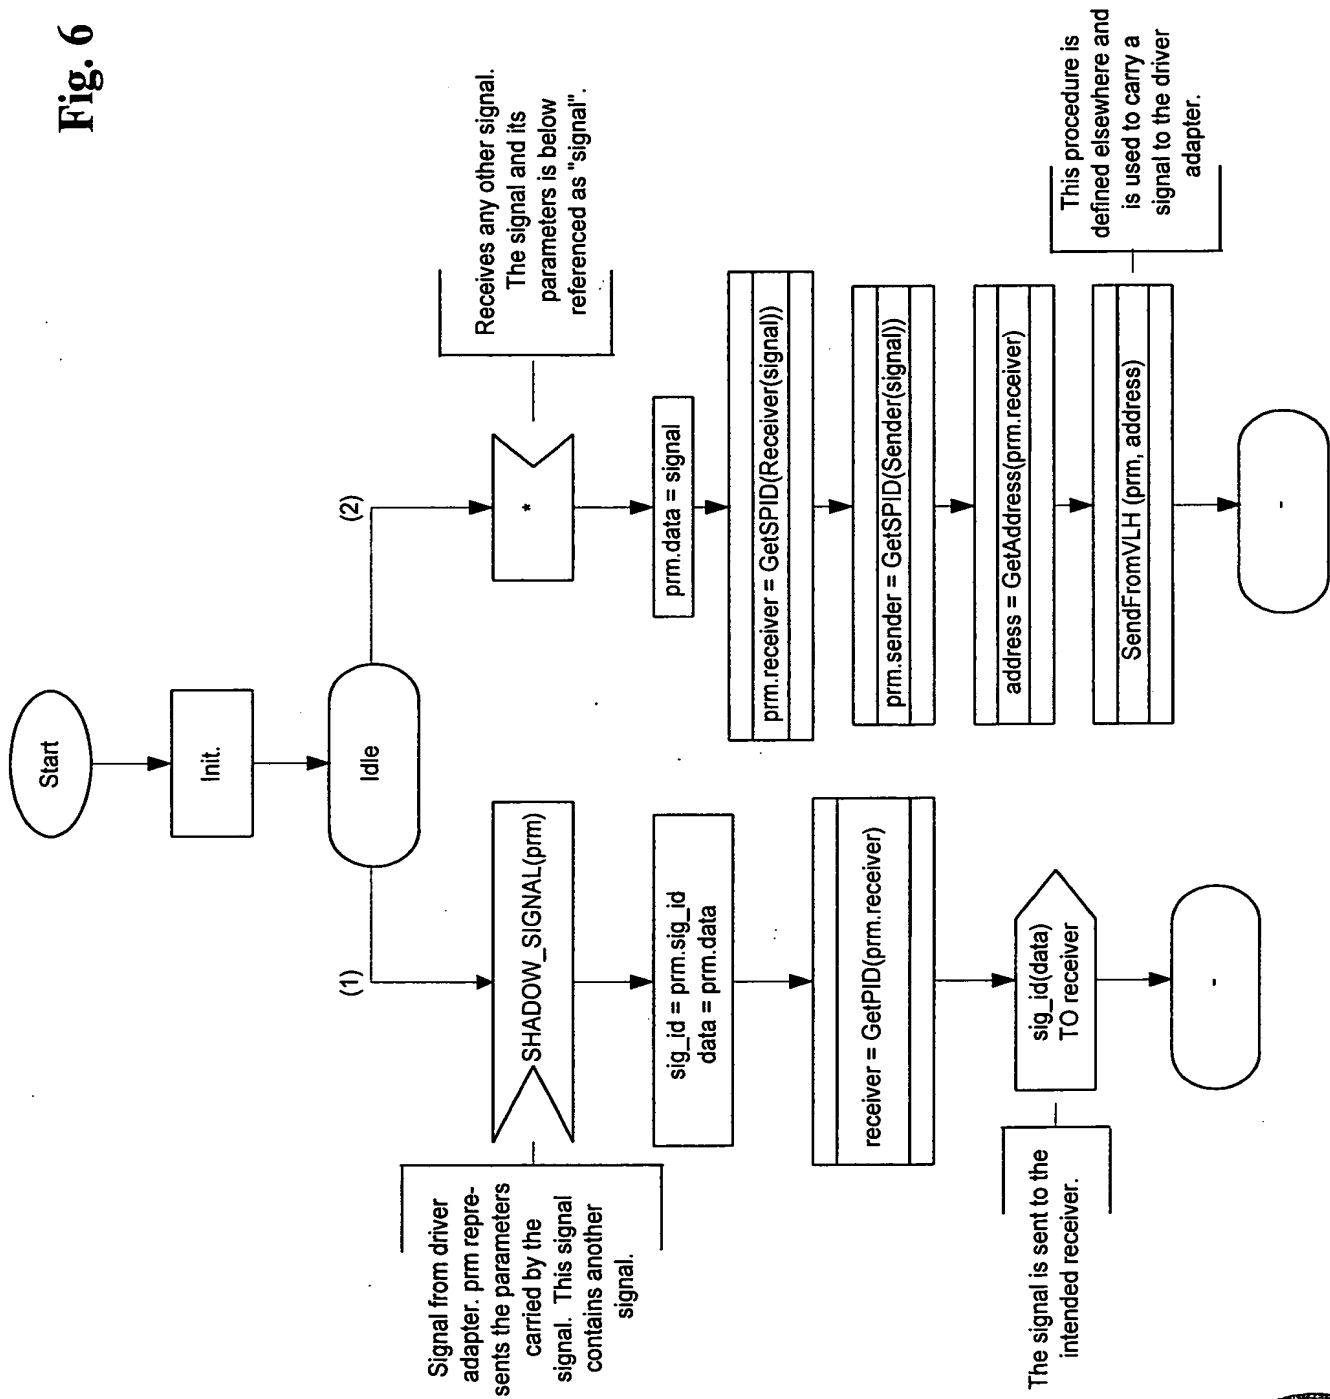 Fig. 6
Start
Init.
Idle
(1)
(2)
SHADOW_SIGNAL(prm)
Signal from driver
adapter. prm repre-
sents the parameters
carried by the
signal. This signal
contains another
signal.
sig_id = prm.sig_id
data = prm.data
receiver = GetPID(prm.receiver)
sig_id(data)
TO receiver
The signal is sent to the
intended receiver.
-
*
Receives any other signal.
The signal and its
parameters is below
referenced as "signal".
prm.data = signal
prm.receiver = GetSPID(Receiver(signal))
prm.sender = GetSPID(Sender(signal))
address = GetAddress(prm.receiver)
SendFromVLH (prm, address)
This procedure is
defined elsewhere and
is used to carry a
signal to the driver
adapter.
-